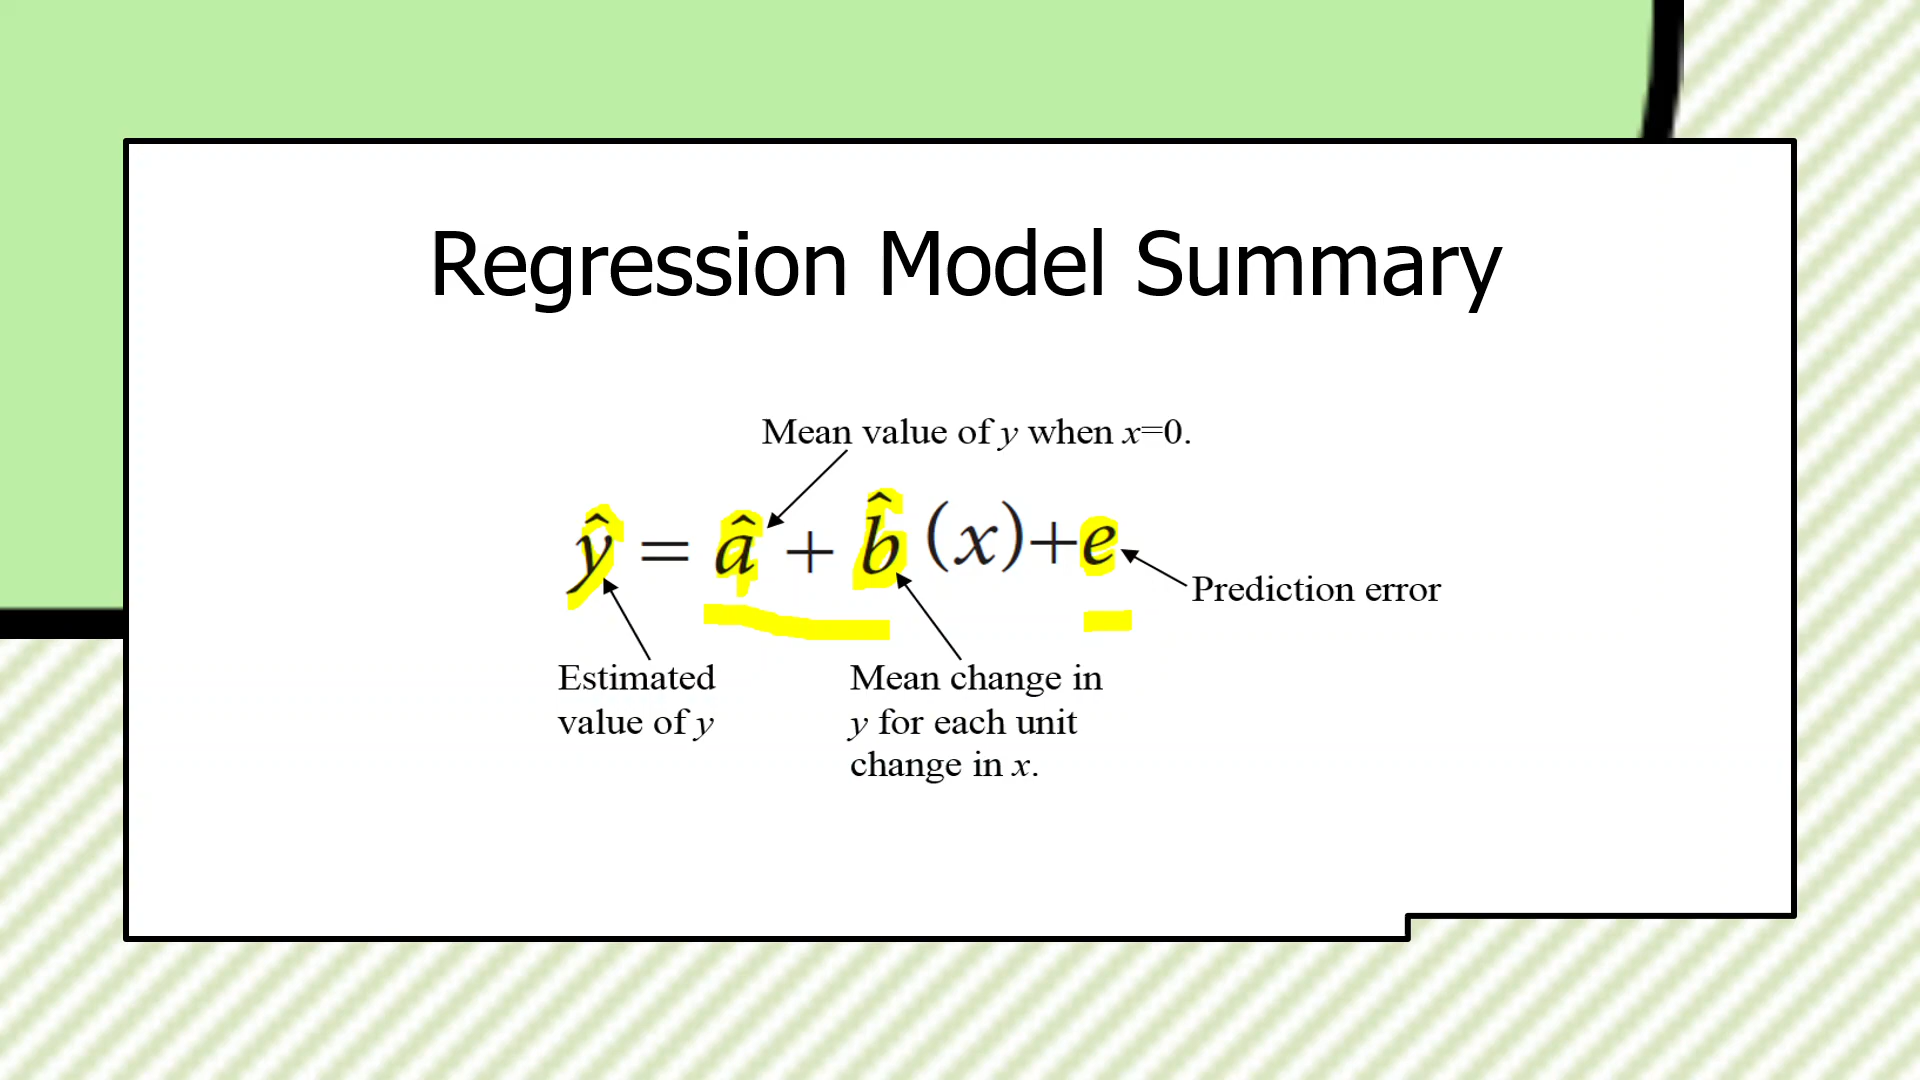 Regression Model Summary
Mean value of y when x=0.
ŷ = â + b̂ (x)+e
Prediction error
Estimated
value of y
Mean change in
y for each unit
change in x.